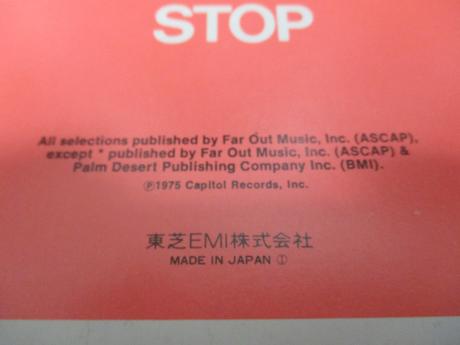 STOP
All selections published by Far Out Music, Inc. (ASCAP),
except * published by Far Out Music, Inc. (ASCAP) &
Palm Desert Publishing Company Inc. (BMI).
℗1975 Capitol Records, Inc.
東芝EMI株式会社
MADE IN JAPAN Ⓘ